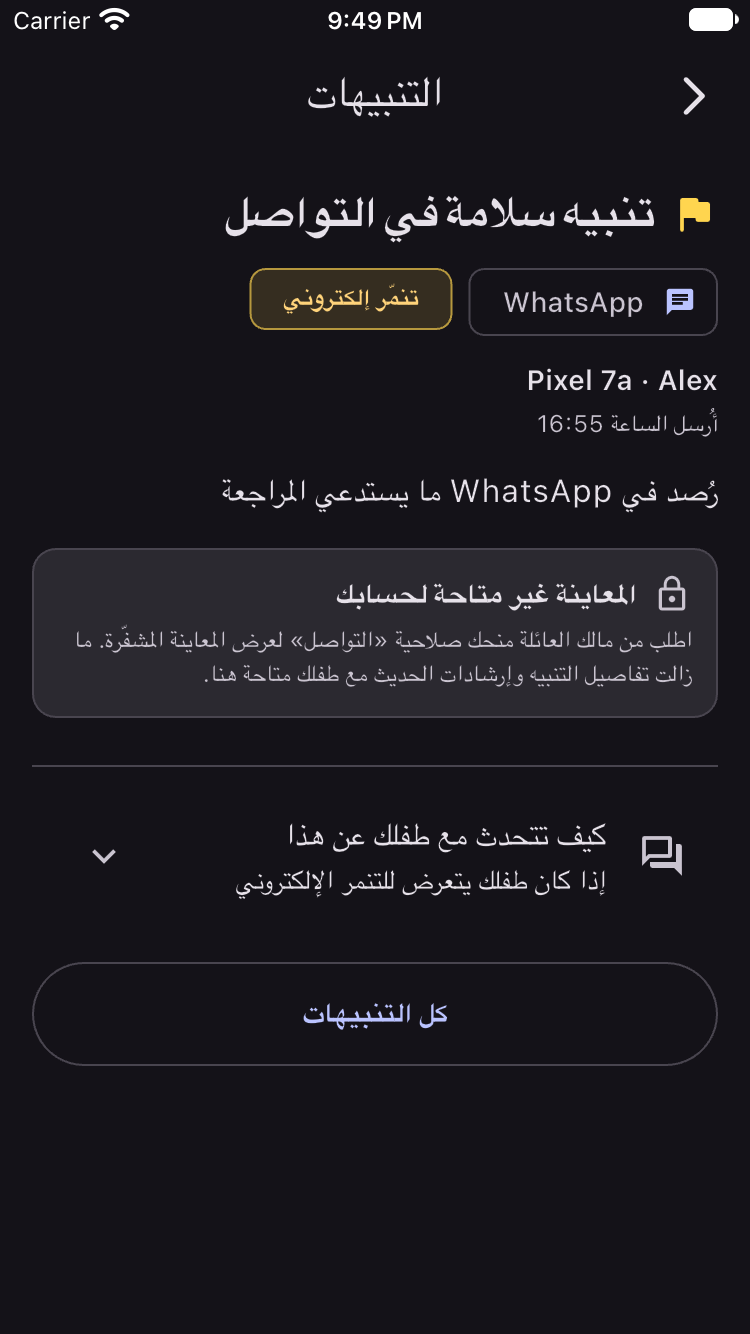 Carrier 9:49 PM
التنبيهات
تنبيه سلامة في التواصل
WhatsApp تنمّر إلكتروني
Pixel 7a · Alex
أُرسل الساعة 16:55
رُصد في WhatsApp ما يستدعي المراجعة
المعاينة غير متاحة لحسابك
اطلب من مالك العائلة منحك صلاحية «التواصل» لعرض المعاينة المشفّرة. ما
زالت تفاصيل التنبيه وإرشادات الحديث مع طفلك متاحة هنا.
كيف تتحدث مع طفلك عن هذا
إذا كان طفلك يتعرض للتنمر الإلكتروني
كل التنبيهات